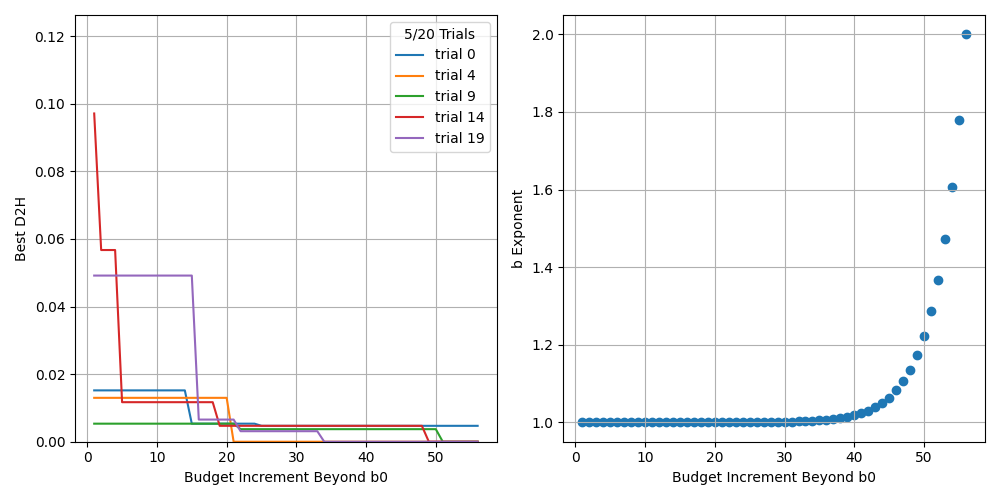 0.12
0.10
0.08
0.06
0.04
0.02
0.00
Best D2H
0
10
20
30
40
50
Budget Increment Beyond b0
5/20 Trials
trial 0
trial 4
trial 9
trial 14
trial 19
2.0
1.8
1.6
1.4
1.2
1.0
b Exponent
0
10
20
30
40
50
Budget Increment Beyond b0